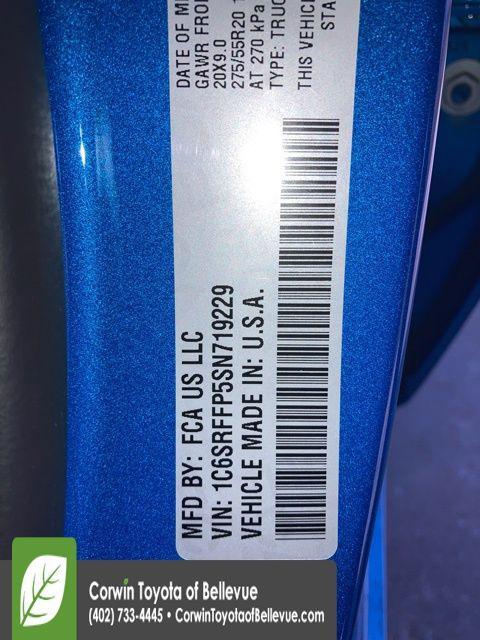 DATE OF M
GAWR FRO
20X9.0
275/55R20
AT 270 kPa
TYPE: TRUC
THIS VEHIC
STA
MFD BY: FCA US LLC
VIN: 1C6SRFFP5SN719229
VEHICLE MADE IN: U.S.A.
Corwin Toyota of Bellevue
(402) 733-4445 • CorwinToyotaofBellevue.com